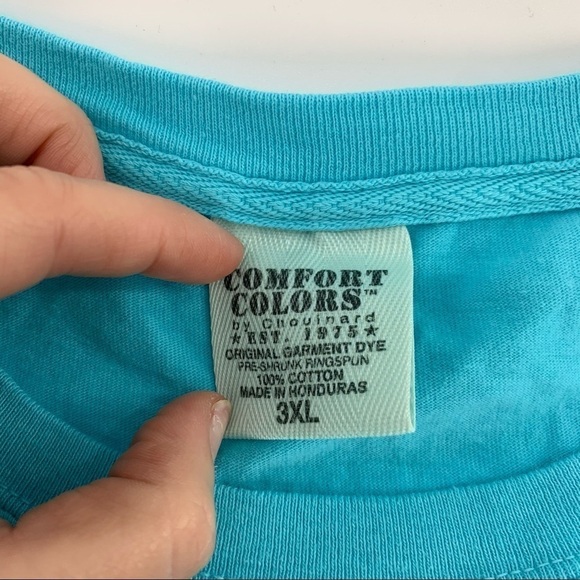 COMFORT
COLORS™
by Chouinard
★ EST. 1975 ★
ORIGINAL GARMENT DYE
PRE-SHRUNK RINGSPUN
100% COTTON
MADE IN HONDURAS
3XL